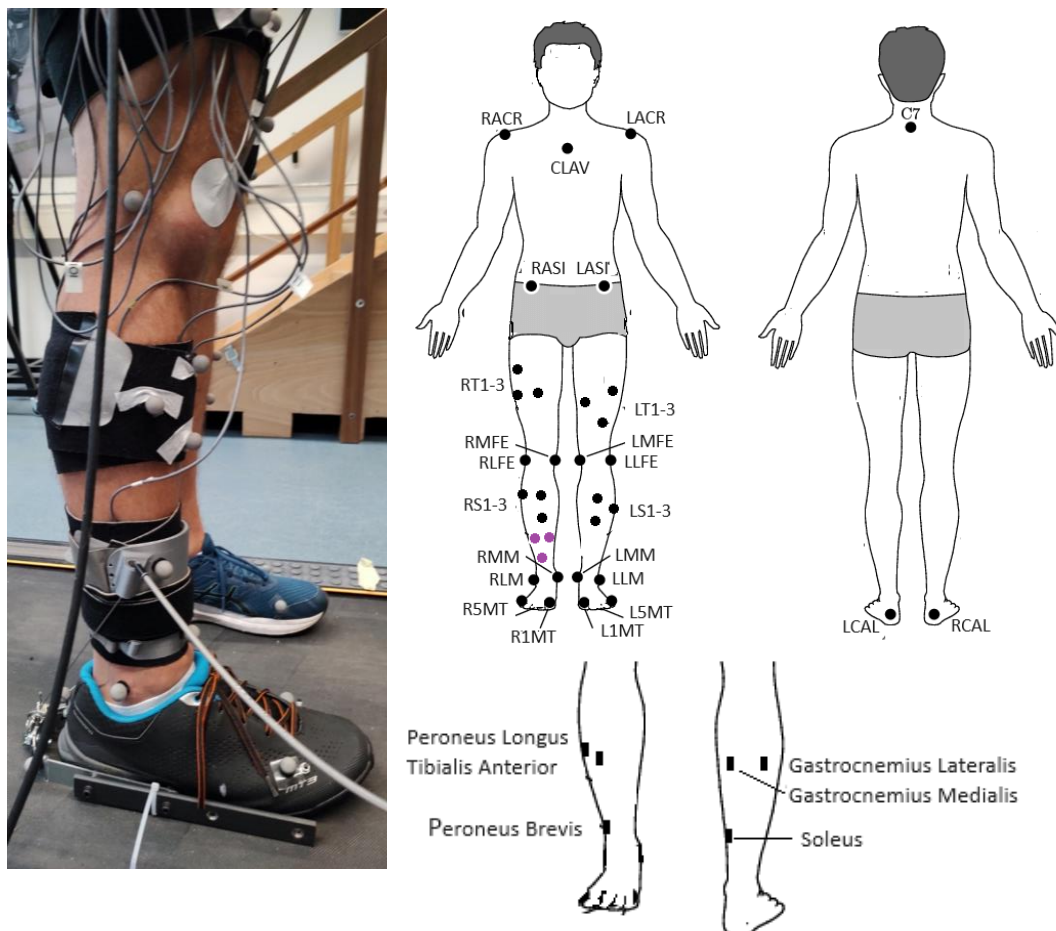 RACR
LACR
CLAV
C7
RASI LASI
RT1-3
LT1-3
RMFE
LMFE
RLFE
LLFE
RS1-3
LS1-3
RMM
LMM
RLM
LLM
R5MT
L5MT
R1MT
L1MT
LCAL
RCAL
Peroneus Longus
Tibialis Anterior
Peroneus Brevis
Gastrocnemius Lateralis
Gastrocnemius Medialis
Soleus